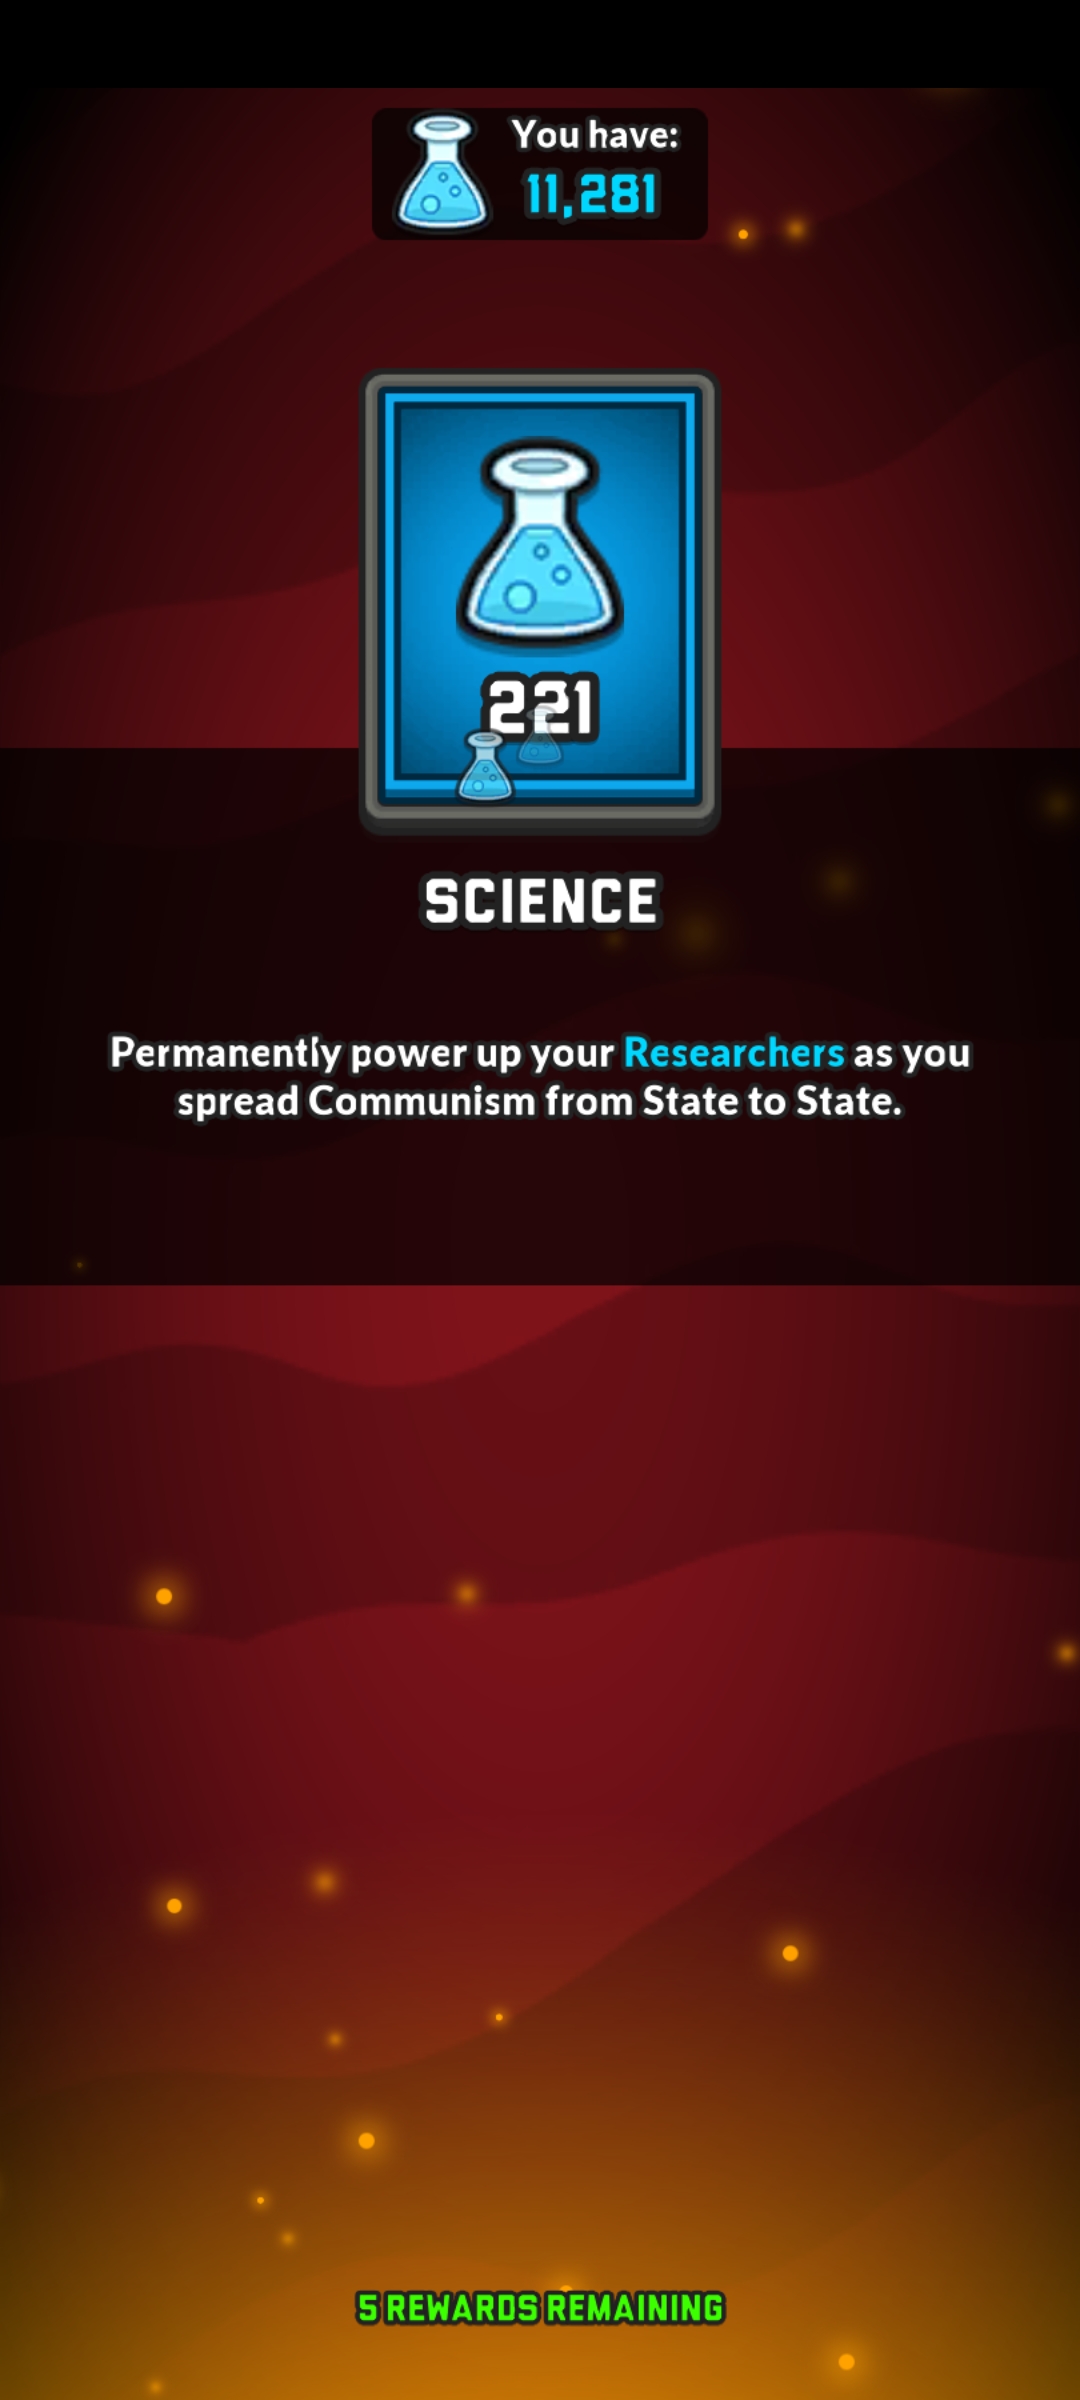 You have:
11,281
221
SCIENCE
Permanently power up your Researchers as you
spread Communism from State to State.
5 REWARDS REMAINING